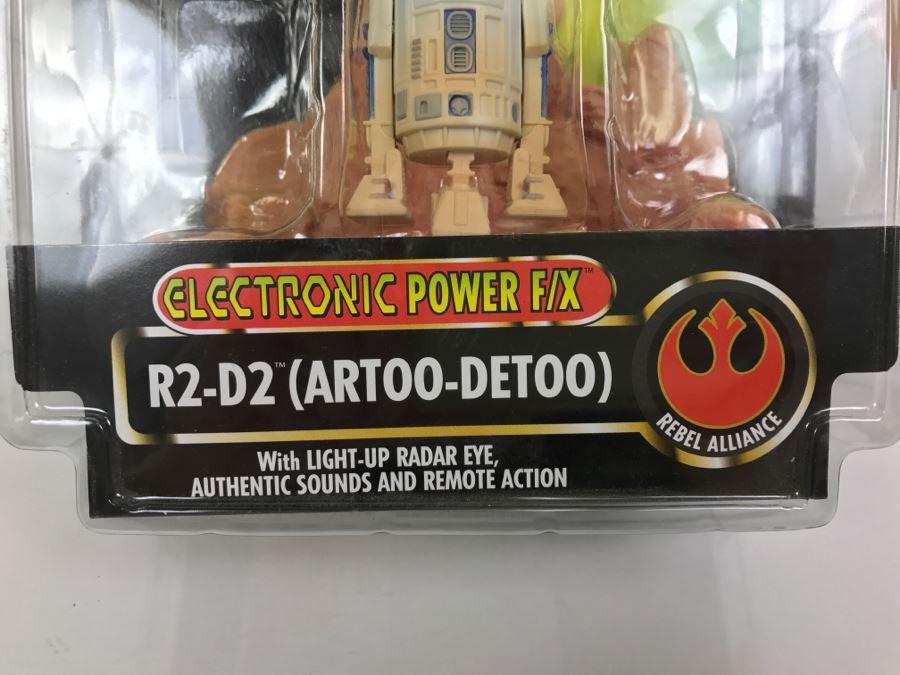 ELECTRONIC POWER F/X™
R2-D2™ (ARTOO-DETOO)
REBEL ALLIANCE
With LIGHT-UP RADAR EYE,
AUTHENTIC SOUNDS AND REMOTE ACTION